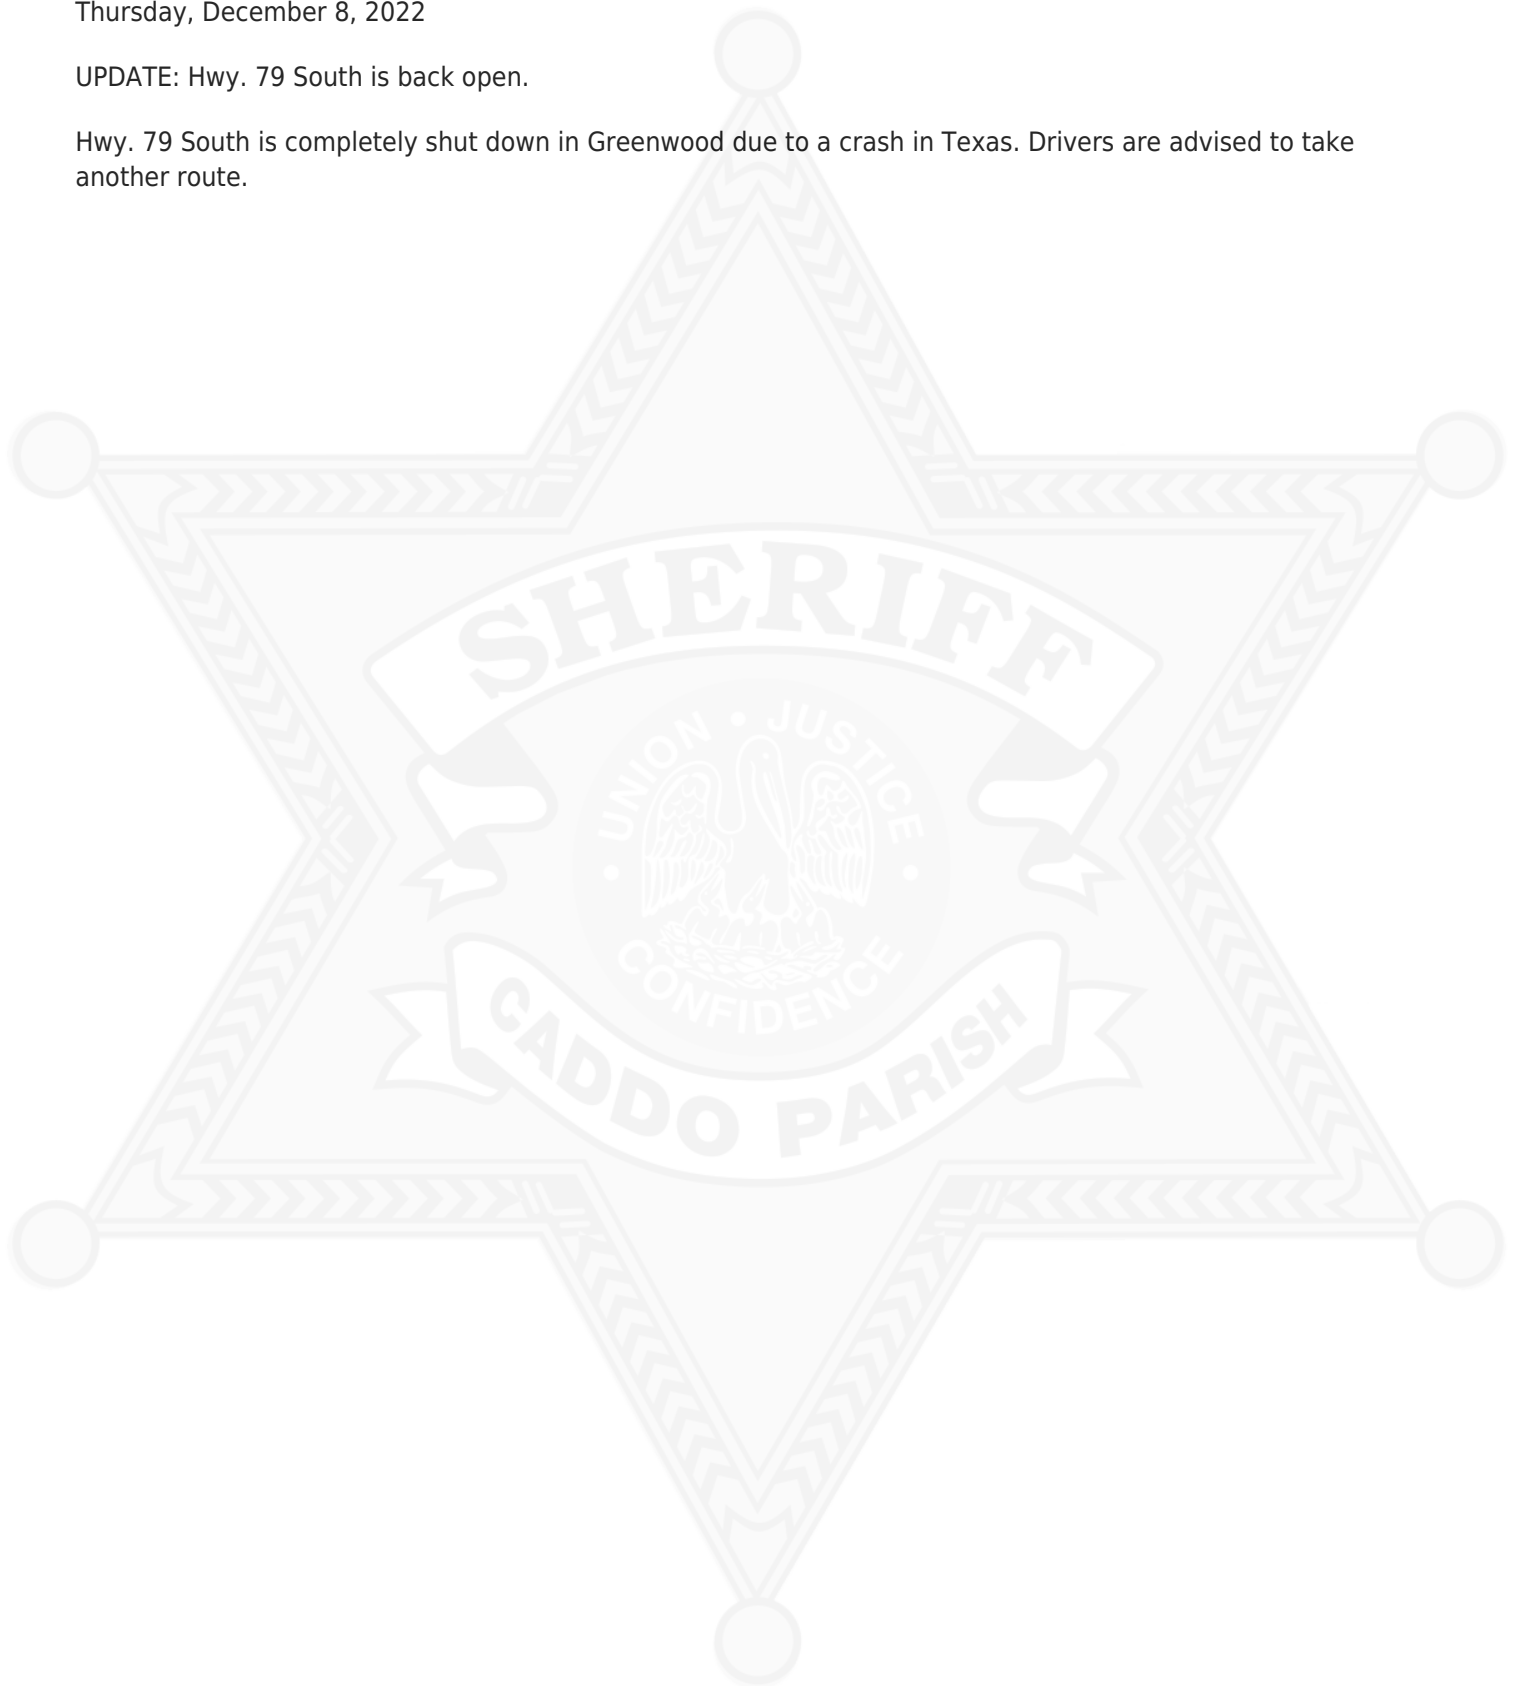 Thursday, December 8, 2022
UPDATE: Hwy. 79 South is back open.
Hwy. 79 South is completely shut down in Greenwood due to a crash in Texas. Drivers are advised to take
another route.
SHERIFF
UNION • JUSTICE
• CONFIDENCE •
CADDO PARISH